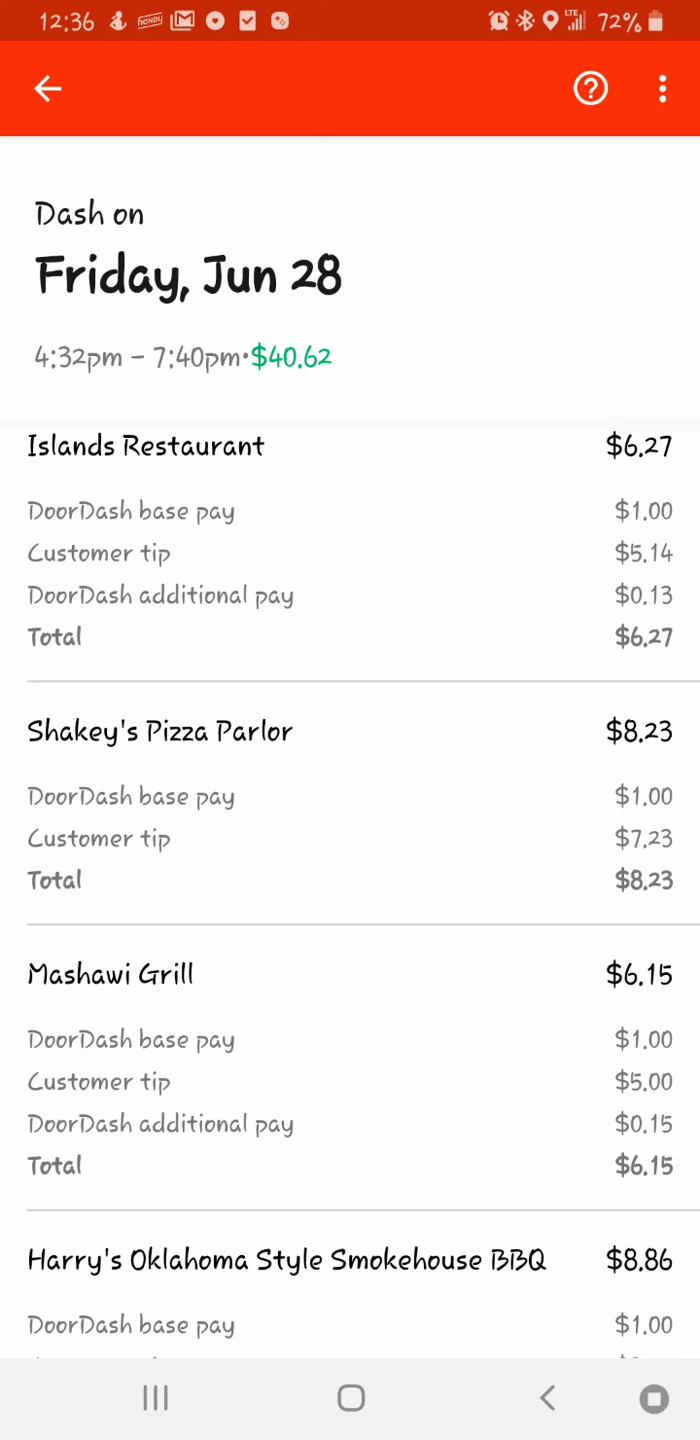 12:36 HONDV LTE 72%
Dash on
Friday, Jun 28
4:32pm – 7:40pm•$40.62
Islands Restaurant $6.27
DoorDash base pay $1.00
Customer tip $5.14
DoorDash additional pay $0.13
Total $6.27
Shakey's Pizza Parlor $8.23
DoorDash base pay $1.00
Customer tip $7.23
Total $8.23
Mashawi Grill $6.15
DoorDash base pay $1.00
Customer tip $5.00
DoorDash additional pay $0.15
Total $6.15
Harry's Oklahoma Style Smokehouse BBQ $8.86
DoorDash base pay $1.00